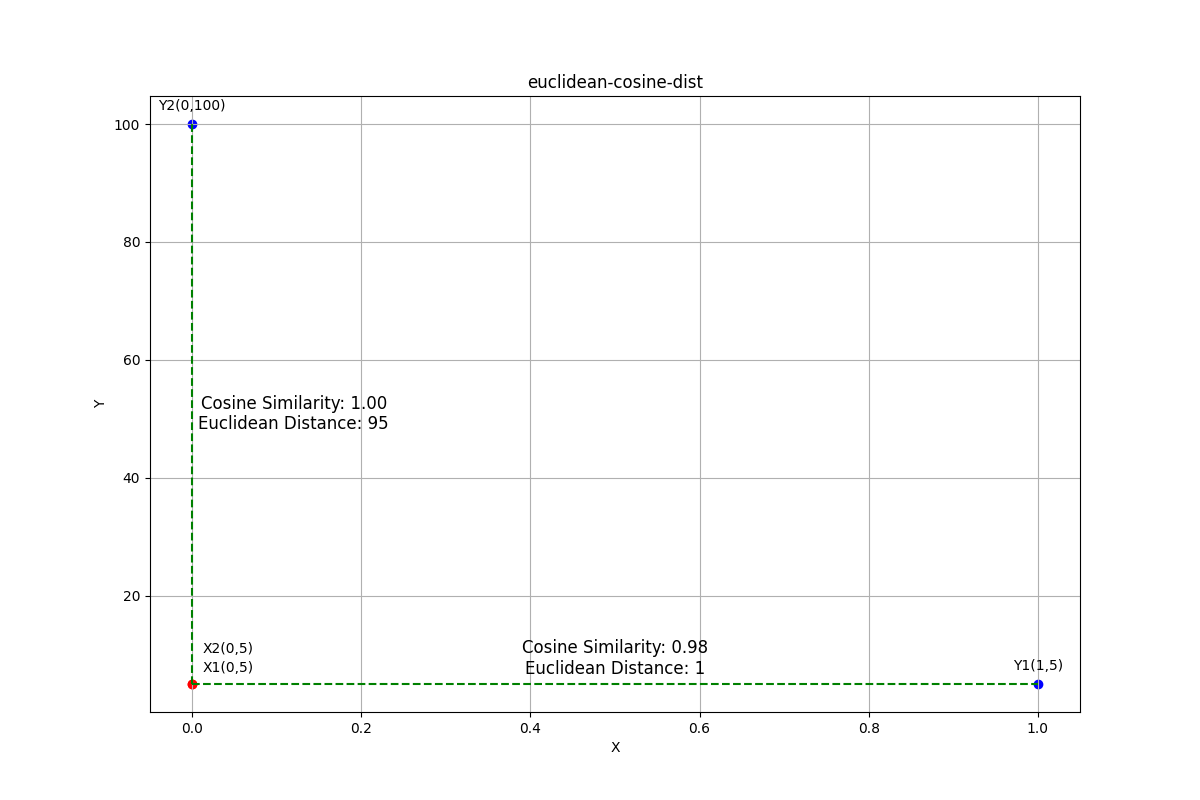 euclidean-cosine-dist
Y2(0,100)
100
80
60
40
20
Y
Cosine Similarity: 1.00
Euclidean Distance: 95
X2(0,5)
X1(0,5)
Cosine Similarity: 0.98
Euclidean Distance: 1
Y1(1,5)
0.0 0.2 0.4 0.6 0.8 1.0
X